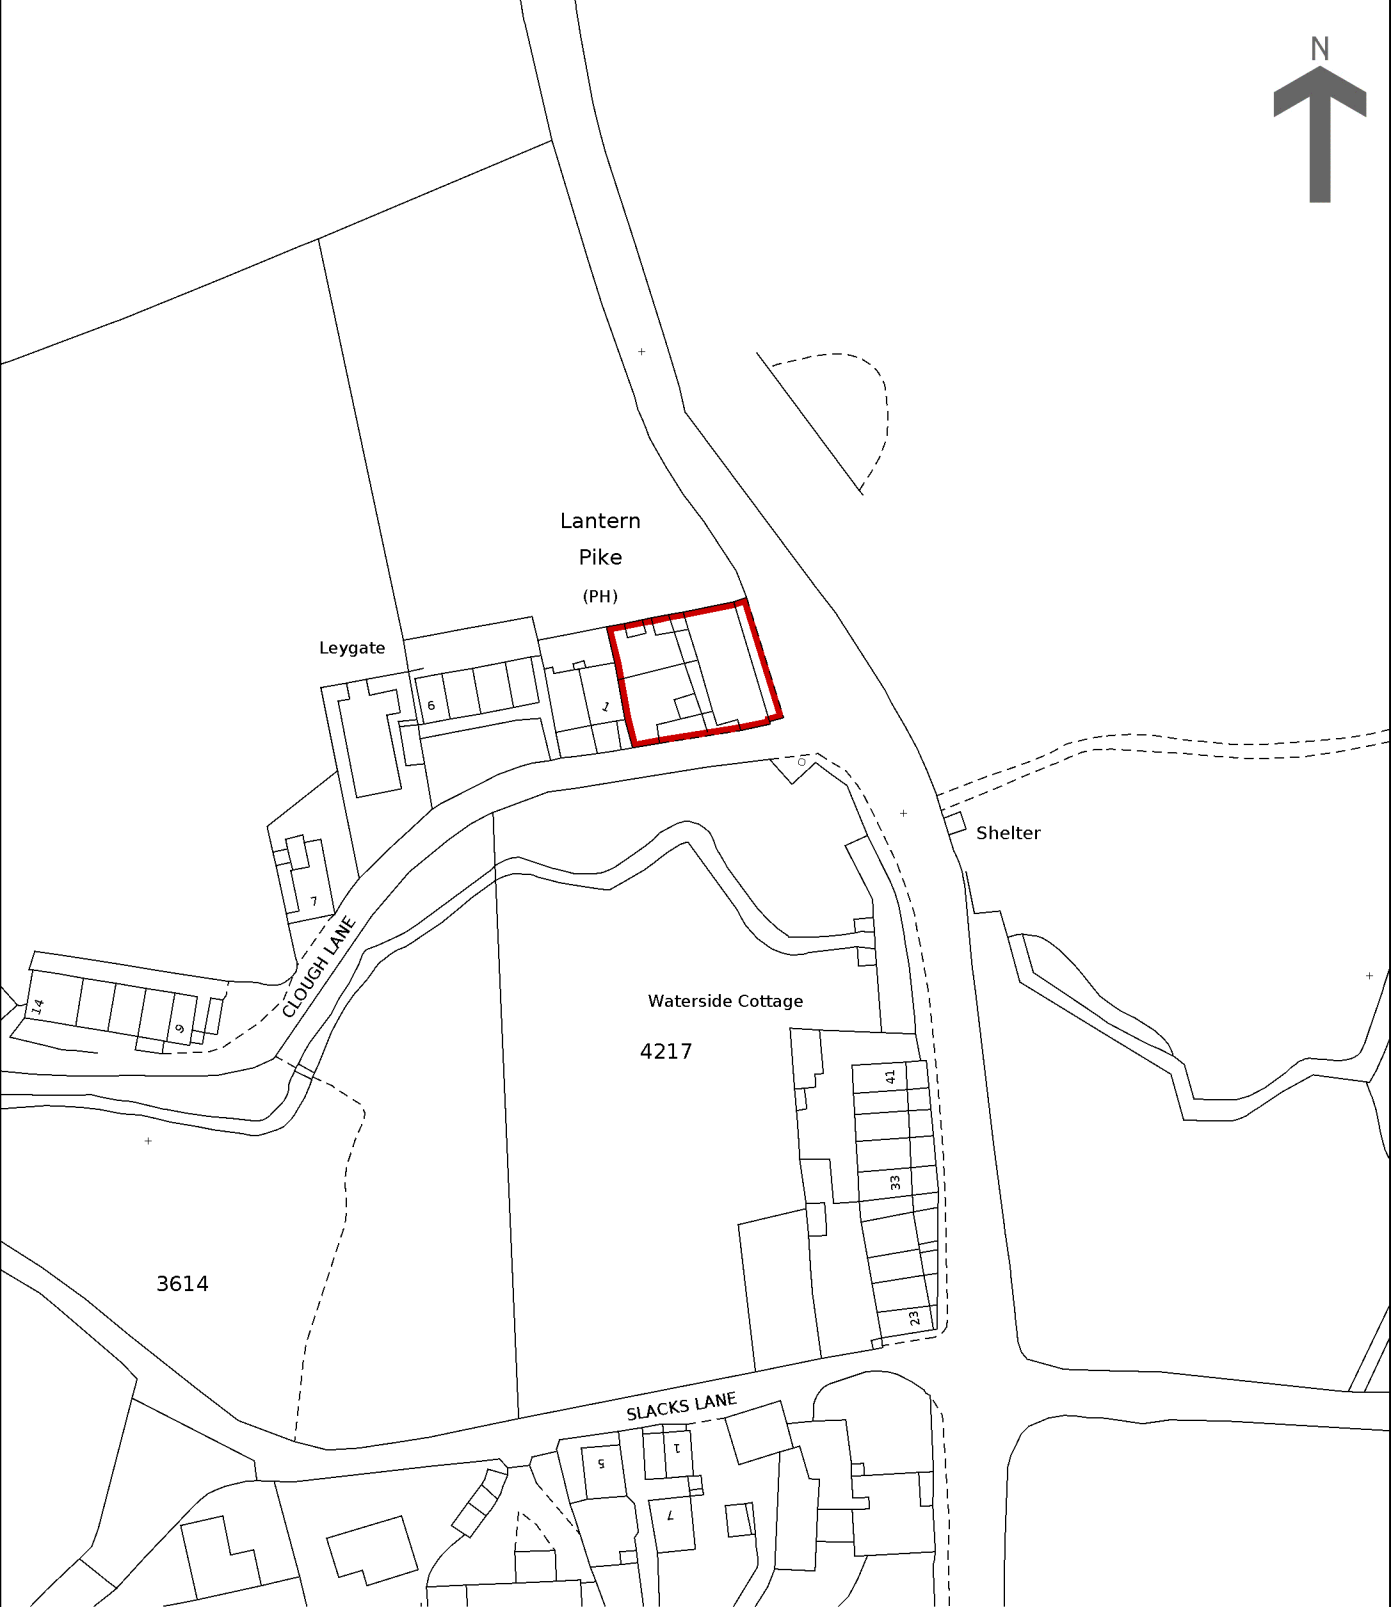 N
Lantern
Pike
(PH)
Leygate
6
1
Shelter
7
CLOUGH LANE
14
9
Waterside Cottage
4217
41
33
3614
23
SLACKS LANE
1
5
7